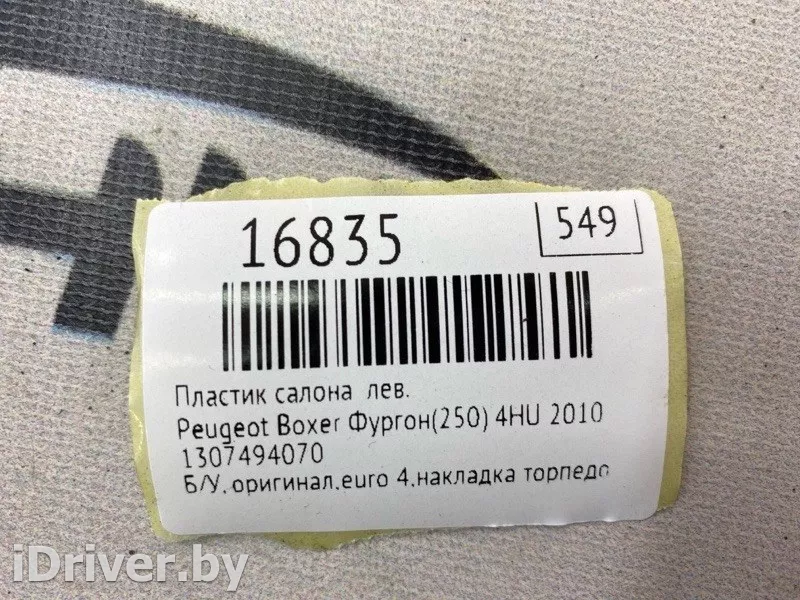 16835
549
Пластик салона лев.
Peugeot Boxer Фургон(250) 4HU 2010
1307494070
Б/У, оригинал,euro 4,накладка торпедо
iDriver.by